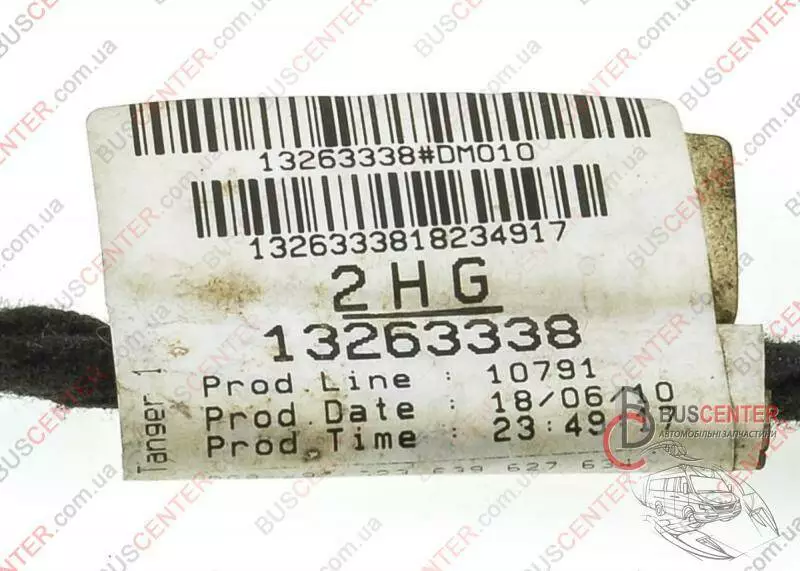 13263338#DM010
1326333818234917
2HG
13263338
Prod.Line : 10791
Prod.Date : 18/06/10
Prod Time : 23:49
Tanger 1
BUSCENTER
АВТОМОБІЛЬНІ ЗАПЧАСТИНИ
BUSCENTER.com.ua